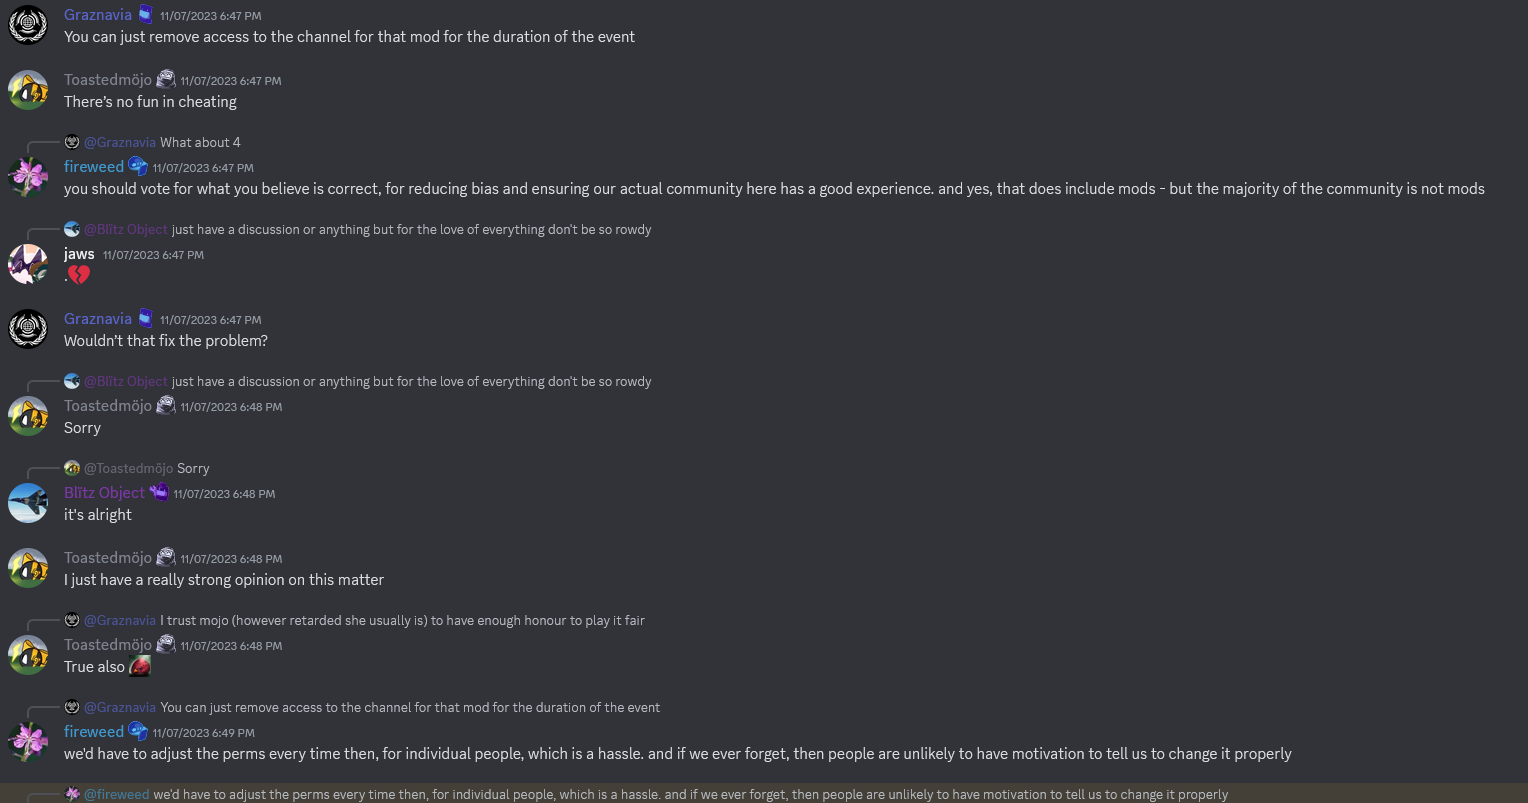 Graznavia 11/07/2023 6:47 PM
You can just remove access to the channel for that mod for the duration of the event
Toastedmöjo 11/07/2023 6:47 PM
There's no fun in cheating
@Graznavia What about 4
fireweed 11/07/2023 6:47 PM
you should vote for what you believe is correct, for reducing bias and ensuring our actual community here has a good experience. and yes, that does include mods - but the majority of the community is not mods
@Blītz Object just have a discussion or anything but for the love of everything don't be so rowdy
jaws 11/07/2023 6:47 PM
.💔
Graznavia 11/07/2023 6:47 PM
Wouldn't that fix the problem?
@Blītz Object just have a discussion or anything but for the love of everything don't be so rowdy
Toastedmöjo 11/07/2023 6:48 PM
Sorry
@Toastedmöjo Sorry
Blītz Object 11/07/2023 6:48 PM
it's alright
Toastedmöjo 11/07/2023 6:48 PM
I just have a really strong opinion on this matter
@Graznavia I trust mojo (however retarded she usually is) to have enough honour to play it fair
Toastedmöjo 11/07/2023 6:48 PM
True also
@Graznavia You can just remove access to the channel for that mod for the duration of the event
fireweed 11/07/2023 6:49 PM
we'd have to adjust the perms every time then, for individual people, which is a hassle. and if we ever forget, then people are unlikely to have motivation to tell us to change it properly
@fireweed we'd have to adjust the perms every time then, for individual people, which is a hassle. and if we ever forget, then people are unlikely to have motivation to tell us to change it properly